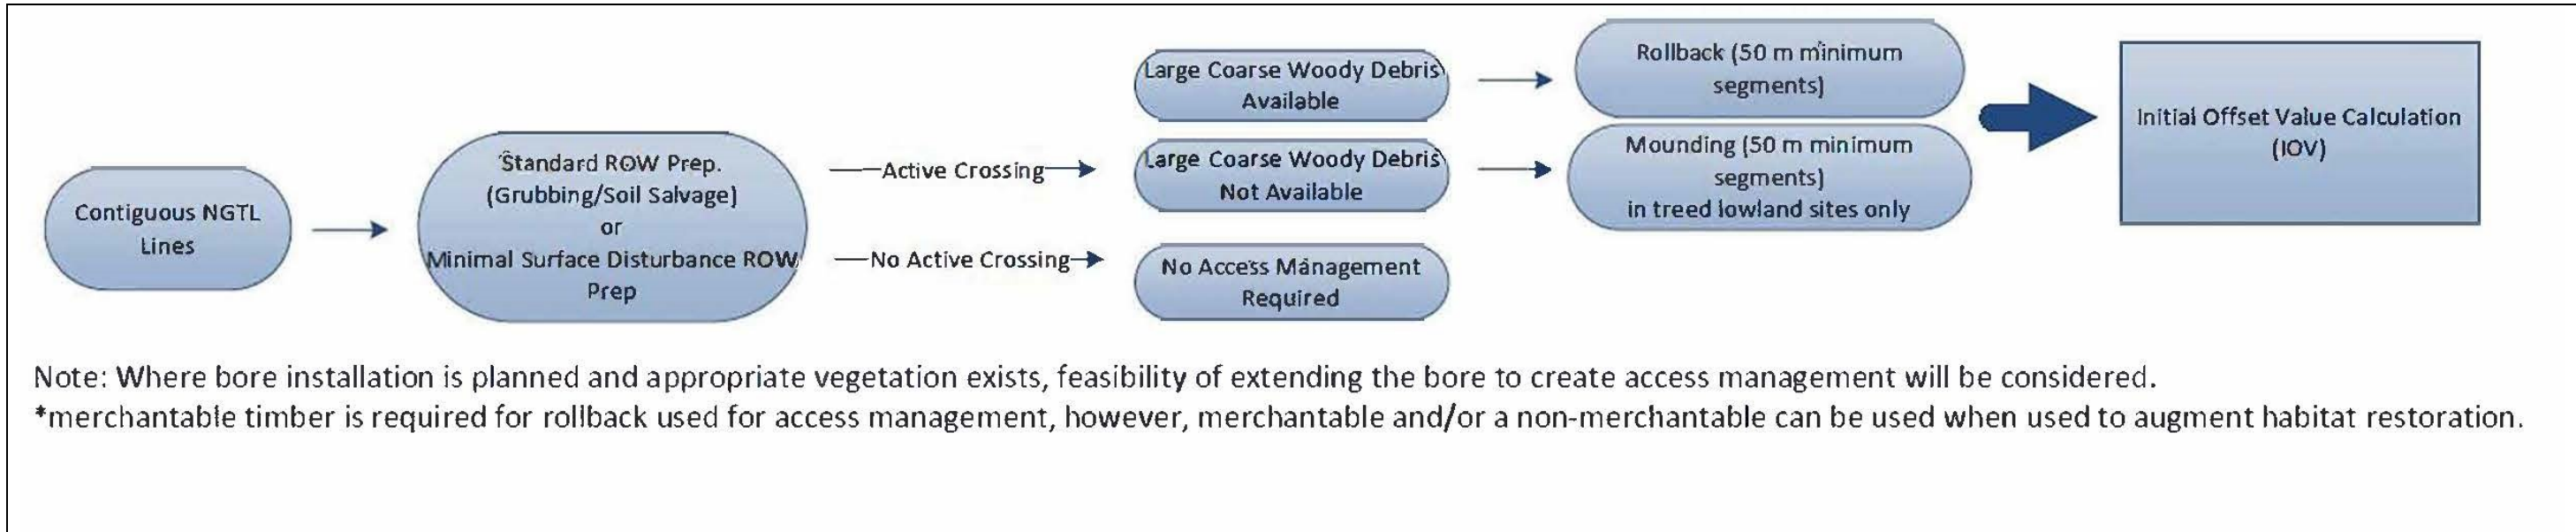 Contiguous NGTL
Lines
Standard ROW Prep.
(Grubbing/Soil Salvage)
or
Minimal Surface Disturbance ROW
Prep
Active Crossing
No Active Crossing
Large Coarse Woody Debris
Available
Large Coarse Woody Debris
Not Available
No Access Management
Required
Rollback (50 m minimum
segments)
Mounding (50 m minimum
segments)
in treed lowland sites only
Initial Offset Value Calculation
(IOV)
Note: Where bore installation is planned and appropriate vegetation exists, feasibility of extending the bore to create access management will be considered.
*merchantable timber is required for rollback used for access management, however, merchantable and/or a non-merchantable can be used when used to augment habitat restoration.